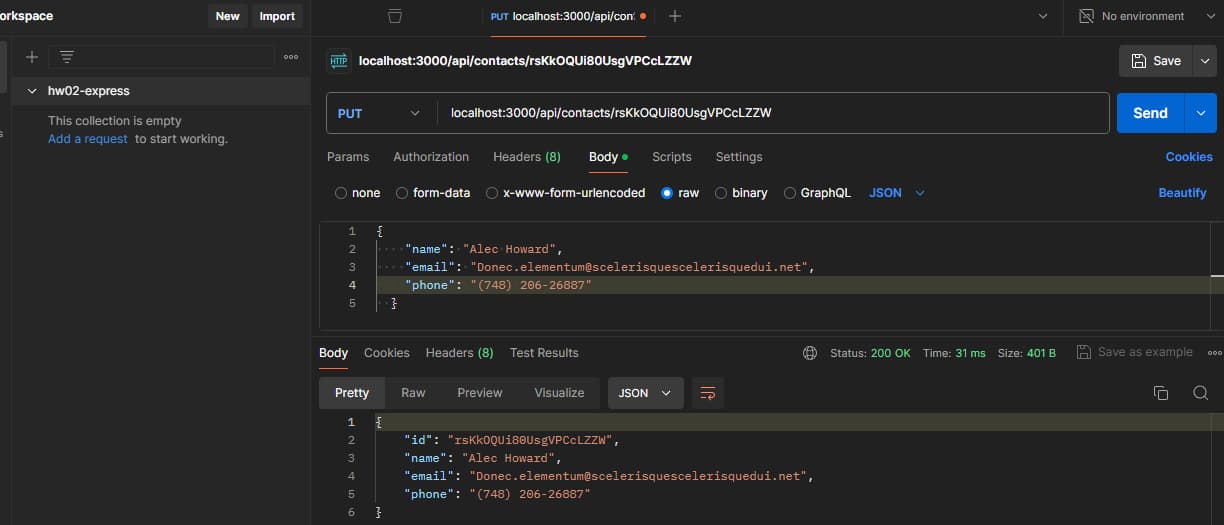 orkspace
New
Import
PUT localhost:3000/api/con
No environment
HTTP
localhost:3000/api/contacts/rsKkOQUi80UsgVPCcLZZW
Save
hw02-express
This collection is empty
Add a request to start working.
PUT
localhost:3000/api/contacts/rsKkOQUi80UsgVPCcLZZW
Send
Params Authorization Headers (8) Body Scripts Settings Cookies
none form-data x-www-form-urlencoded raw binary GraphQL JSON Beautify
1 {
2 "name": "Alec Howard",
3 "email": "Donec.elementum@scelerisquescelerisquedui.net",
4 "phone": "(748) 206-26887"
5 }
Body Cookies Headers (8) Test Results Status: 200 OK Time: 31 ms Size: 401 B Save as example
Pretty Raw Preview Visualize JSON
1 {
2 "id": "rsKkOQUi80UsgVPCcLZZW",
3 "name": "Alec Howard",
4 "email": "Donec.elementum@scelerisquescelerisquedui.net",
5 "phone": "(748) 206-26887"
6 }